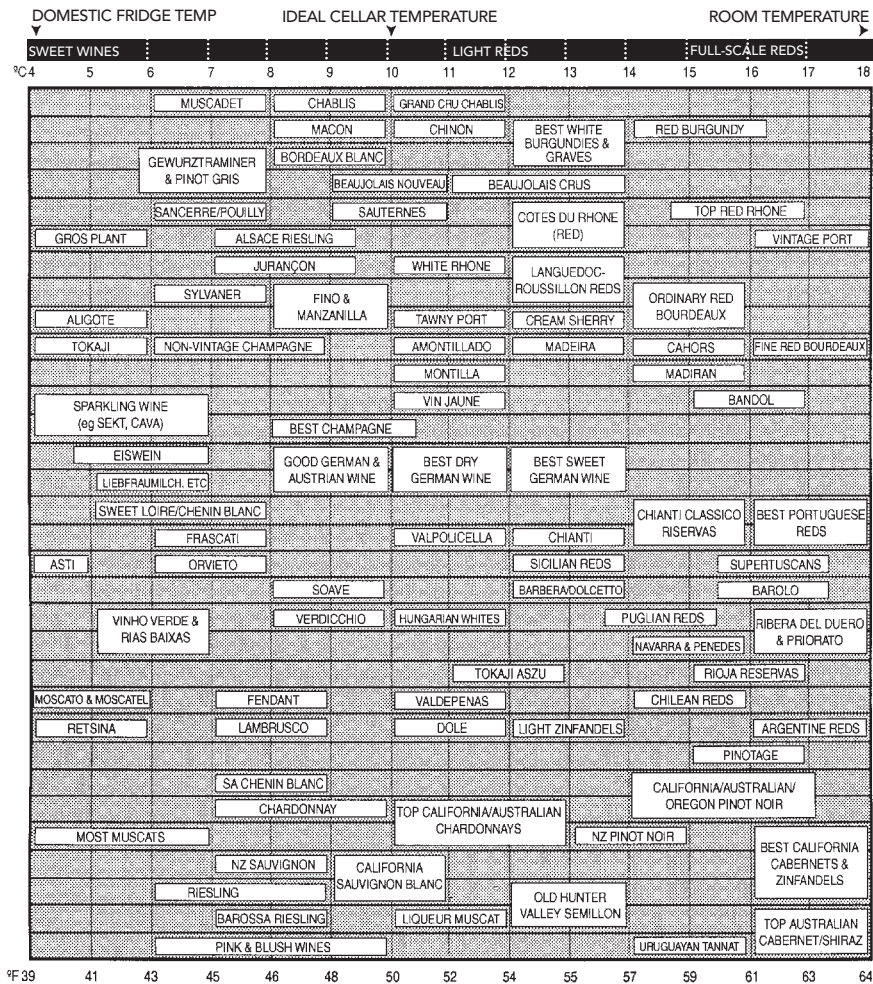 DOMESTIC FRIDGE TEMP IDEAL CELLAR TEMPERATURE ROOM TEMPERATURE
SWEET WINES LIGHT REDS FULL-SCALE REDS
ºC 4 5 6 7 8 9 10 11 12 13 14 15 16 17 18
MUSCADET CHABLIS GRAND CRU CHABLIS
MACON CHINON BEST WHITE BURGUNDIES & GRAVES RED BURGUNDY
GEWURZTRAMINER & PINOT GRIS BORDEAUX BLANC
BEAUJOLAIS NOUVEAU BEAUJOLAIS CRUS
SANCERRE/POUILLY SAUTERNES COTES DU RHONE (RED) TOP RED RHONE
GROS PLANT ALSACE RIESLING VINTAGE PORT
JURANÇON WHITE RHONE LANGUEDOC-ROUSSILLON REDS
SYLVANER FINO & MANZANILLA ORDINARY RED BOURDEAUX
ALIGOTE TAWNY PORT CREAM SHERRY
TOKAJI NON-VINTAGE CHAMPAGNE AMONTILLADO MADEIRA CAHORS FINE RED BOURDEAUX
MONTILLA MADIRAN
SPARKLING WINE (eg SEKT, CAVA) VIN JAUNE BANDOL
BEST CHAMPAGNE
EISWEIN GOOD GERMAN & AUSTRIAN WINE BEST DRY GERMAN WINE BEST SWEET GERMAN WINE
LIEBFRAUMILCH, ETC
SWEET LOIRE/CHENIN BLANC CHIANTI CLASSICO RISERVAS BEST PORTUGUESE REDS
FRASCATI VALPOLICELLA CHIANTI
ASTI ORVIETO SICILIAN REDS SUPERTUSCANS
SOAVE BARBERA/DOLCETTO BAROLO
VINHO VERDE & RIAS BAIXAS VERDICCHIO HUNGARIAN WHITES PUGLIAN REDS RIBERA DEL DUERO & PRIORATO
NAVARRA & PENEDES
TOKAJI ASZU RIOJA RESERVAS
MOSCATO & MOSCATEL FENDANT VALDEPENAS CHILEAN REDS
RETSINA LAMBRUSCO DOLE LIGHT ZINFANDELS ARGENTINE REDS
PINOTAGE
SA CHENIN BLANC CALIFORNIA/AUSTRALIAN/OREGON PINOT NOIR
CHARDONNAY TOP CALIFORNIA/AUSTRALIAN CHARDONNAYS
MOST MUSCATS NZ PINOT NOIR BEST CALIFORNIA CABERNETS & ZINFANDELS
NZ SAUVIGNON CALIFORNIA SAUVIGNON BLANC
RIESLING OLD HUNTER VALLEY SEMILLON
BAROSSA RIESLING LIQUEUR MUSCAT TOP AUSTRALIAN CABERNET/SHIRAZ
PINK & BLUSH WINES URUGUAYAN TANNAT
ºF 39 41 43 45 46 48 50 52 54 55 57 59 61 63 64